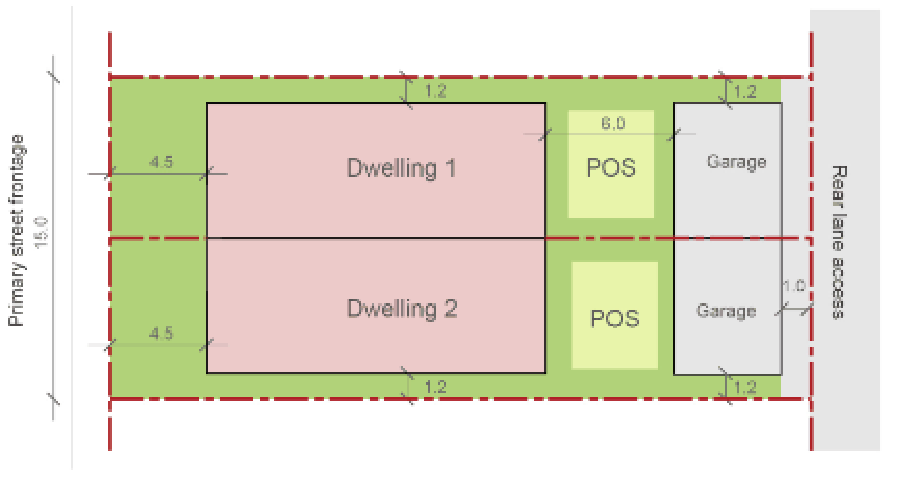 1.2
1.2
6.0
4.5
Dwelling 1
POS
Garage
Primary street frontage
15.0
Rear lane access
1.0
4.5
Dwelling 2
POS
Garage
1.2
1.2